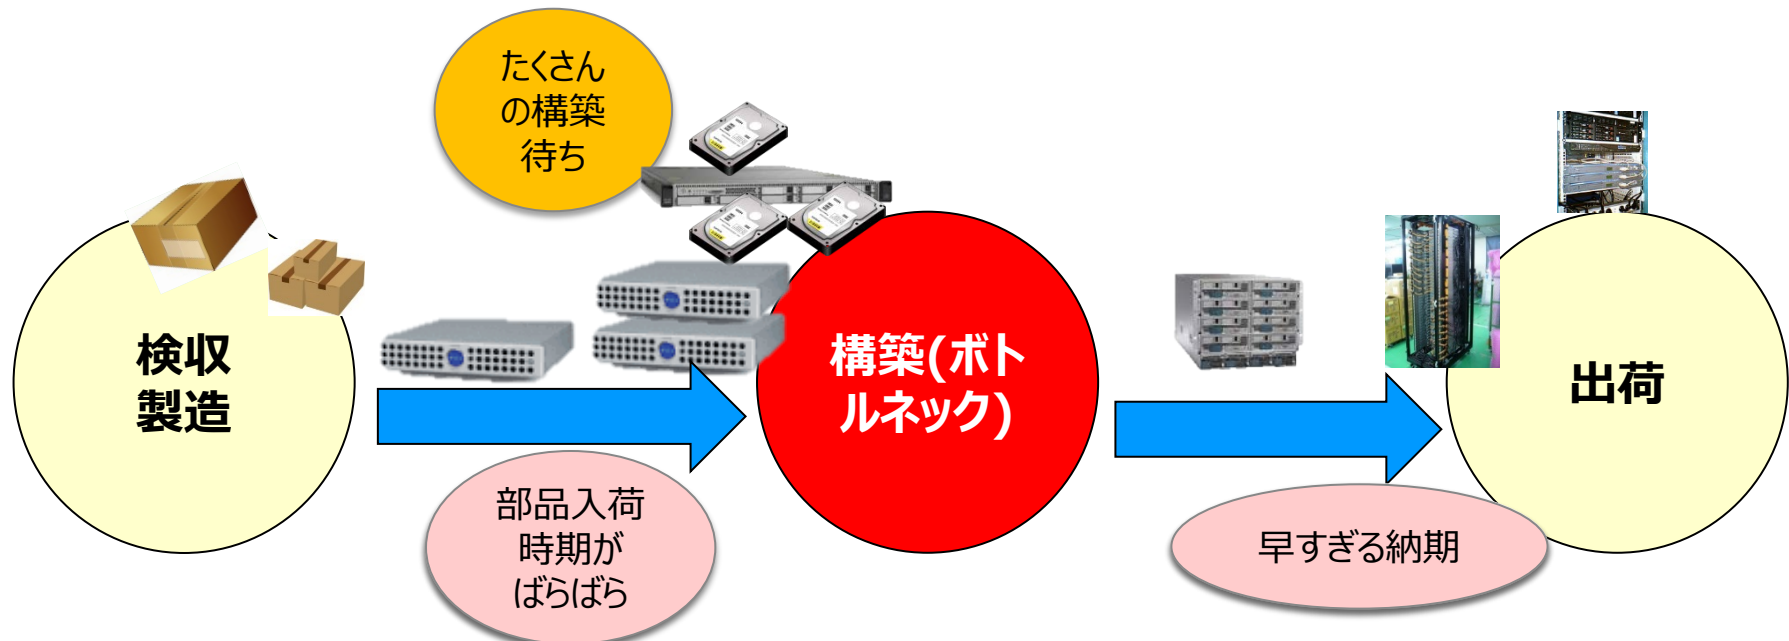 たくさん
の構築
待ち
検収
製造
構築(ボト
ルネック)
出荷
部品入荷
時期が
ばらばら
早すぎる納期